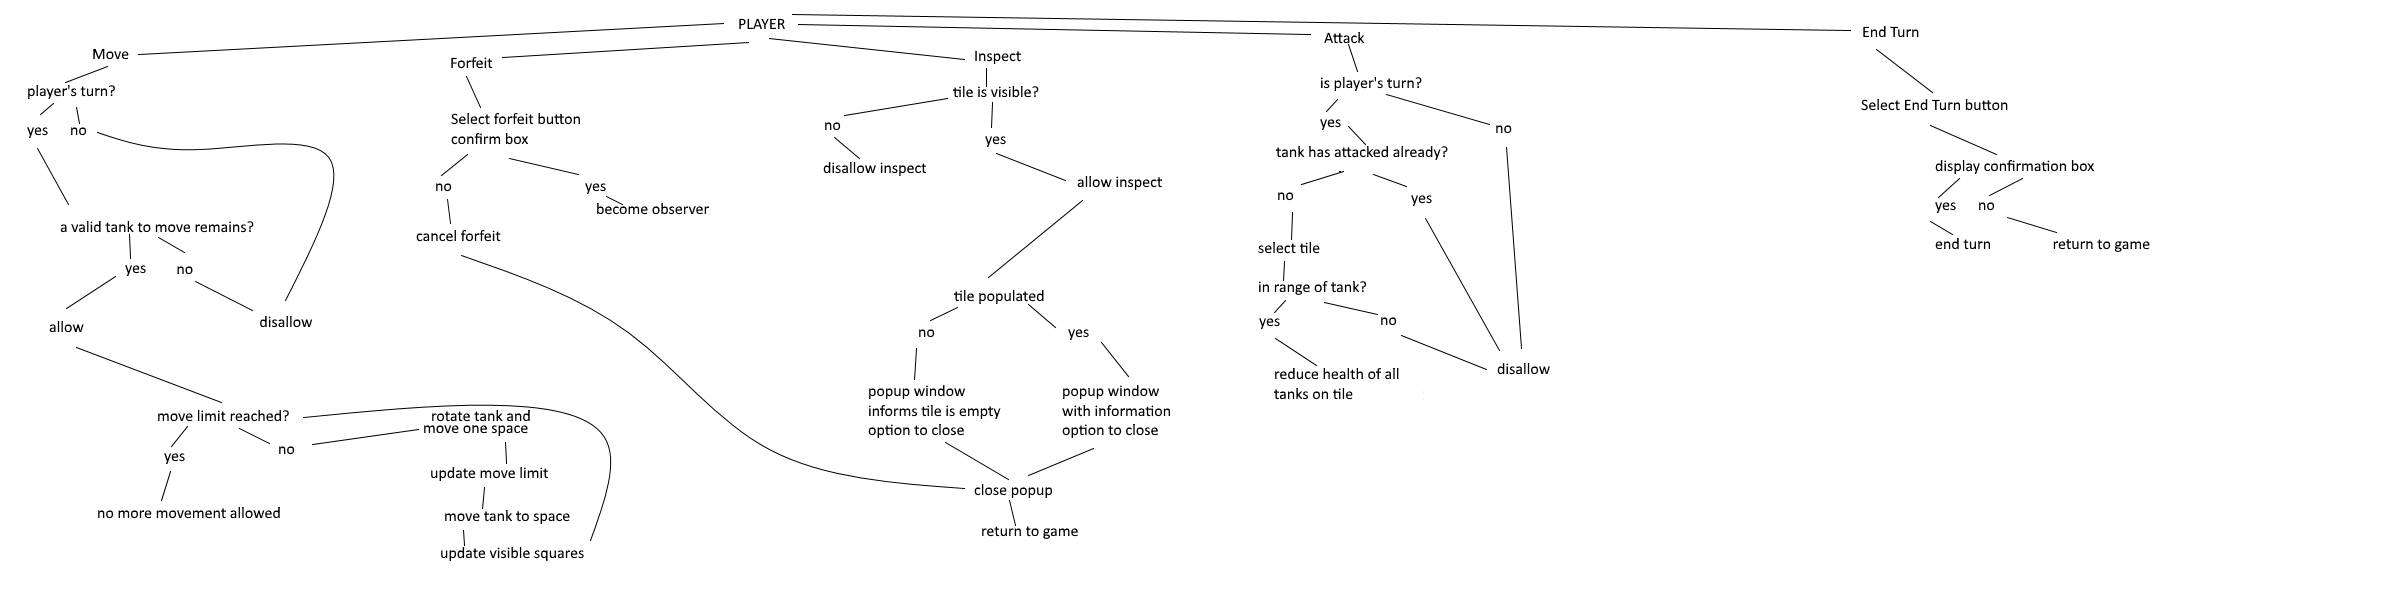 PLAYER
Move
player's turn?
yes
no
a valid tank to move remains?
yes
no
allow
disallow
move limit reached?
yes
no
no more movement allowed
rotate tank and
move one space
update move limit
move tank to space
update visible squares
Forfeit
Select forfeit button
confirm box
no
yes
become observer
cancel forfeit
Inspect
tile is visible?
no
yes
disallow inspect
allow inspect
tile populated
no
yes
popup window
informs tile is empty
option to close
popup window
with information
option to close
close popup
return to game
Attack
is player's turn?
yes
no
tank has attacked already?
no
yes
select tile
in range of tank?
yes
no
reduce health of all
tanks on tile
disallow
End Turn
Select End Turn button
display confirmation box
yes
no
end turn
return to game